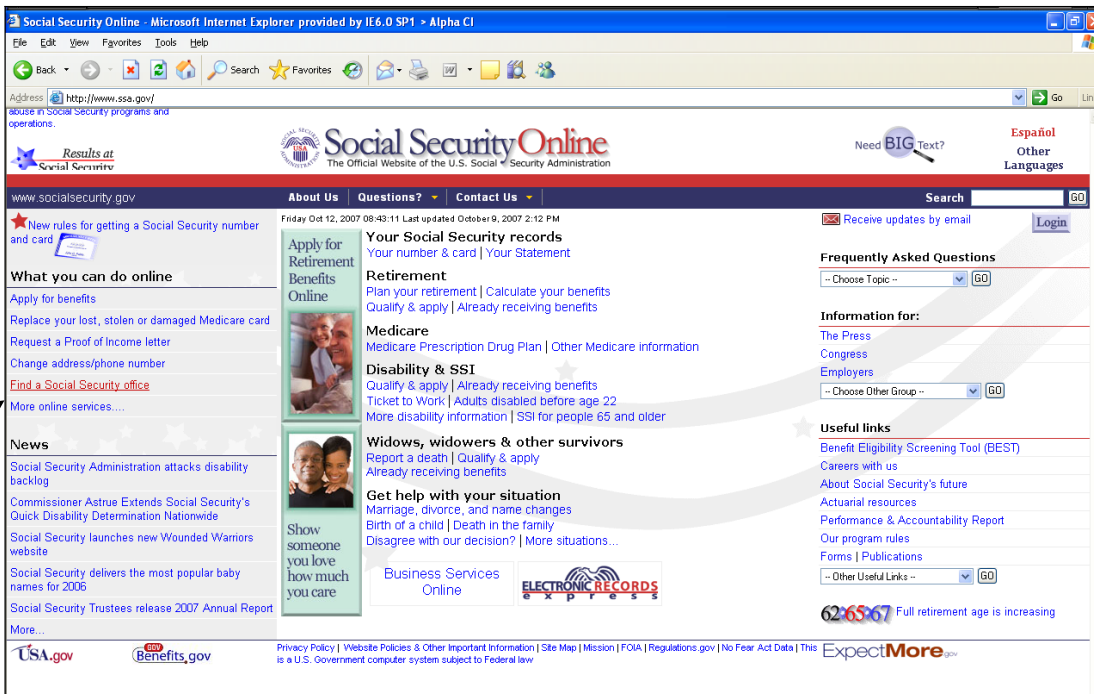 Social Security Online - Microsoft Internet Explorer provided by IE6.0 SP1 > Alpha CI
File Edit View Favorites Tools Help
Back Search Favorites
Address http://www.ssa.gov/ Go Lin
abuse in Social Security programs and
operations.
Results at
Social Security
SOCIAL SECURITY ADMINISTRATION USA
Social Security Online
The Official Website of the U.S. Social Security Administration
Need BIG Text?
Español
Other
Languages
www.socialsecurity.gov
About Us Questions? Contact Us
Search GO
New rules for getting a Social Security number
and card
What you can do online
Apply for benefits
Replace your lost, stolen or damaged Medicare card
Request a Proof of Income letter
Change address/phone number
Find a Social Security office
More online services....
News
Social Security Administration attacks disability
backlog
Commissioner Astrue Extends Social Security's
Quick Disability Determination Nationwide
Social Security launches new Wounded Warriors
website
Social Security delivers the most popular baby
names for 2006
Social Security Trustees release 2007 Annual Report
More...
Friday Oct 12, 2007 08:43:11 Last updated October 9, 2007 2:12 PM
Apply for
Retirement
Benefits
Online
Your Social Security records
Your number & card | Your Statement
Retirement
Plan your retirement | Calculate your benefits
Qualify & apply | Already receiving benefits
Medicare
Medicare Prescription Drug Plan | Other Medicare information
Disability & SSI
Qualify & apply | Already receiving benefits
Ticket to Work | Adults disabled before age 22
More disability information | SSI for people 65 and older
Show
someone
you love
how much
you care
Widows, widowers & other survivors
Report a death | Qualify & apply
Already receiving benefits
Get help with your situation
Marriage, divorce, and name changes
Birth of a child | Death in the family
Disagree with our decision? | More situations...
Business Services
Online
ELECTRONIC RECORDS
express
Receive updates by email
Login
Frequently Asked Questions
-- Choose Topic -- GO
Information for:
The Press
Congress
Employers
-- Choose Other Group -- GO
Useful links
Benefit Eligibility Screening Tool (BEST)
Careers with us
About Social Security's future
Actuarial resources
Performance & Accountability Report
Our program rules
Forms | Publications
-- Other Useful Links -- GO
62 65 67 Full retirement age is increasing
USA.gov
GOV Benefits.gov
Privacy Policy | Website Policies & Other Important Information | Site Map | Mission | FOIA | Regulations.gov | No Fear Act Data | This
is a U.S. Government computer system subject to Federal law
ExpectMore.gov